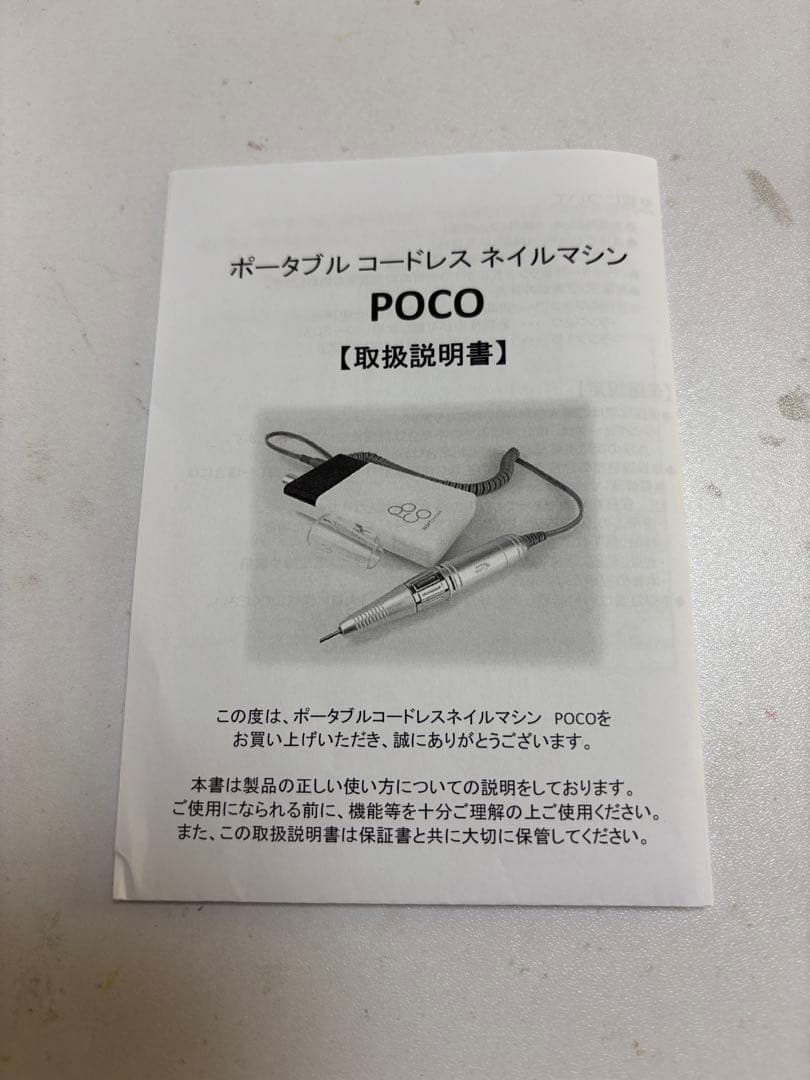 ポータブル コードレス ネイルマシン
POCO
【取扱説明書】
この度は、ポータブルコードレスネイルマシン POCOを
お買い上げいただき、誠にありがとうございます。
本書は製品の正しい使い方についての説明をしております。
ご使用になられる前に、機能等を十分ご理解の上ご使用ください。
また、この取扱説明書は保証書と共に大切に保管してください。